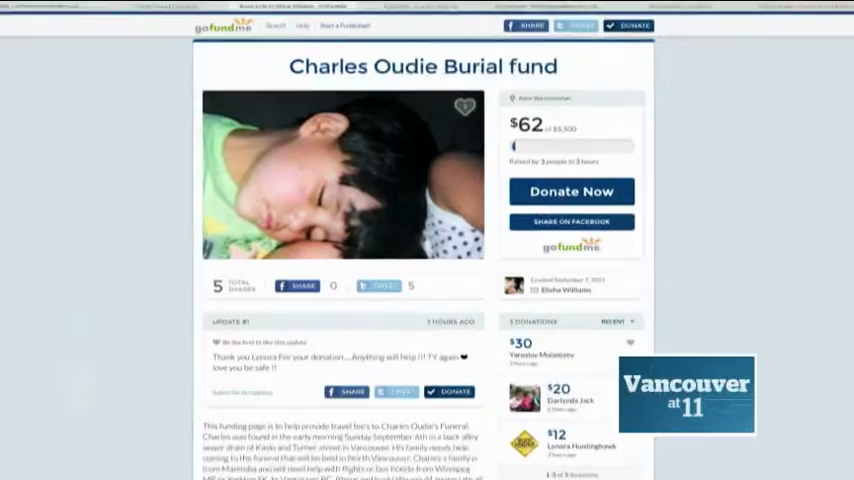 gofundme
Search
Help
Start a Fundraiser
SHARE
TWEET
DONATE
Charles Oudie Burial fund
New Westminster
$62 of $5,500
Raised by 3 people in 3 hours
Donate Now
SHARE ON FACEBOOK
gofundme
5 TOTAL SHARES
SHARE 0
TWEET 5
Created September 7, 2015
Elisha Williams
UPDATE #1
3 HOURS AGO
Be the first to like this update
Thank you Lenora For your donation....Anything will help !!! TY again ❤
love you be safe !!
SHARE
TWEET
DONATE
3 DONATIONS
RECENT
$30
$20
Darlynda Jack
$12
Lenora Huntinghawk
Vancouver
at 11
This funding page is to help provide travel fee's to Charles Oudie's Funeral.
Charles was found in the early morning Sunday September 6th in a back alley
sewer drain of Kaslo and Turner street in Vancouver. His family needs help
coming to the funeral that will be held in North Vancouver. Charles's family is
from Manitoba and will need help with flights or bus tickets from Winnipeg